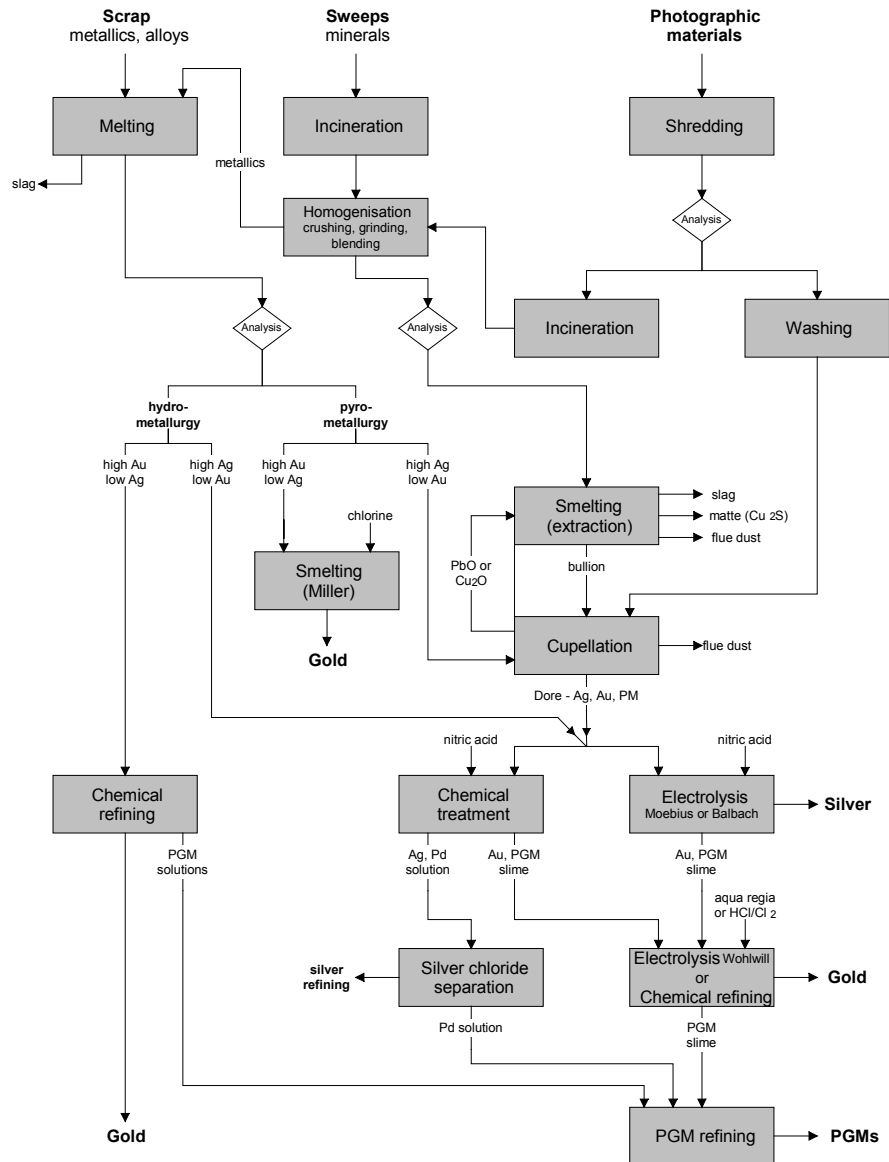 Scrap
metallics, alloys
Sweeps
minerals
Photographic
materials
Melting
Incineration
Shredding
metallics
slag
Homogenisation
crushing, grinding,
blending
Analysis
Analysis
Analysis
Incineration
Washing
hydro-
metallurgy
pyro-
metallurgy
high Au
low Ag
high Ag
low Au
high Au
low Ag
high Ag
low Au
chlorine
Smelting
(extraction)
slag
matte (Cu 2S)
flue dust
Smelting
(Miller)
PbO or
Cu2O
bullion
Gold
Cupellation
flue dust
Dore - Ag, Au, PM
nitric acid
nitric acid
Chemical
refining
Chemical
treatment
Electrolysis
Moebius or Balbach
Silver
PGM
solutions
Ag, Pd
solution
Au, PGM
slime
Au, PGM
slime
aqua regia
or HCl/Cl 2
silver
refining
Silver chloride
separation
Electrolysis Wohlwill
or
Chemical refining
Gold
Pd solution
PGM
slime
Gold
PGM refining
PGMs